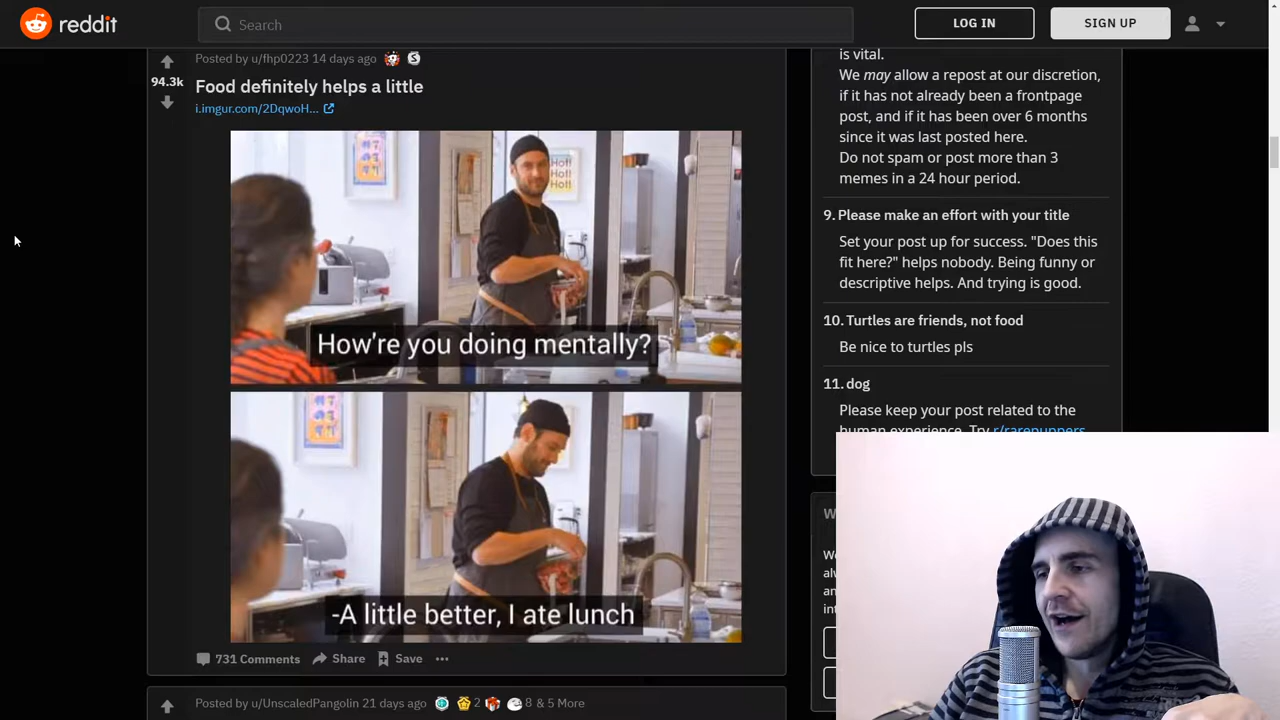 reddit
Search
LOG IN
SIGN UP
Posted by u/fhp0223 14 days ago
94.3k
Food definitely helps a little
i.imgur.com/2DqwoH...
Hot!
Hot!
Hot!
How're you doing mentally?
-A little better, I ate lunch
731 Comments
Share
Save
Posted by u/UnscaledPangolin 21 days ago
2
& 5 More
is vital.
We may allow a repost at our discretion,
if it has not already been a frontpage
post, and if it has been over 6 months
since it was last posted here.
Do not spam or post more than 3
memes in a 24 hour period.
9. Please make an effort with your title
Set your post up for success. "Does this
fit here?" helps nobody. Being funny or
descriptive helps. And trying is good.
10. Turtles are friends, not food
Be nice to turtles pls
11. dog
Please keep your post related to the
human experience. Try r/rarepuppers